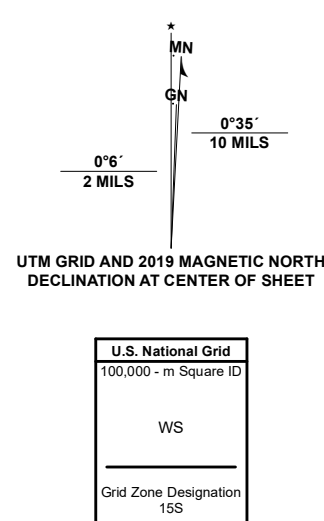 ★
MN
GN
0°35´
10 MILS
0°6´
2 MILS
UTM GRID AND 2019 MAGNETIC NORTH
DECLINATION AT CENTER OF SHEET
U.S. National Grid
100,000 - m Square ID
WS
Grid Zone Designation
15S